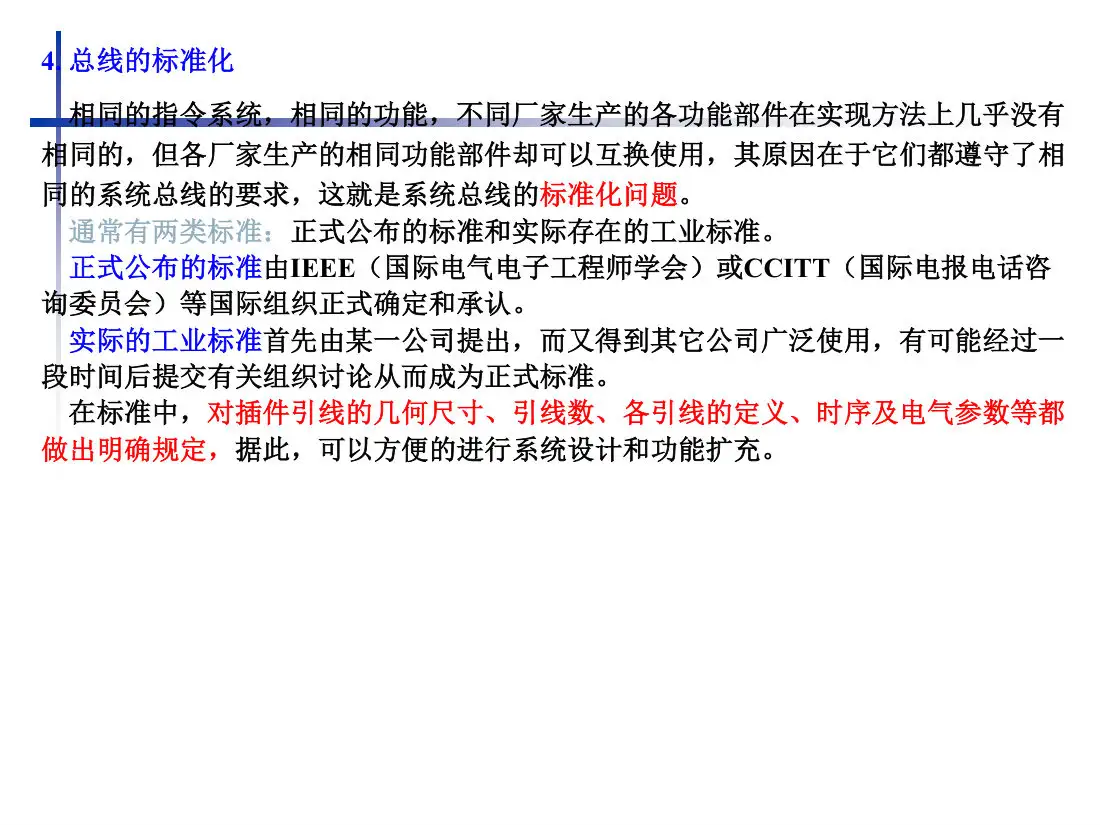 4. 总线的标准化
相同的指令系统，相同的功能，不同厂家生产的各功能部件在实现方法上几乎没有
相同的，但各厂家生产的相同功能部件却可以互换使用，其原因在于它们都遵守了相
同的系统总线的要求，这就是系统总线的标准化问题。
通常有两类标准：正式公布的标准和实际存在的工业标准。
正式公布的标准由IEEE（国际电气电子工程师学会）或CCITT（国际电报电话咨
询委员会）等国际组织正式确定和承认。
实际的工业标准首先由某一公司提出，而又得到其它公司广泛使用，有可能经过一
段时间后提交有关组织讨论从而成为正式标准。
在标准中，对插件引线的几何尺寸、引线数、各引线的定义、时序及电气参数等都
做出明确规定，据此，可以方便的进行系统设计和功能扩充。